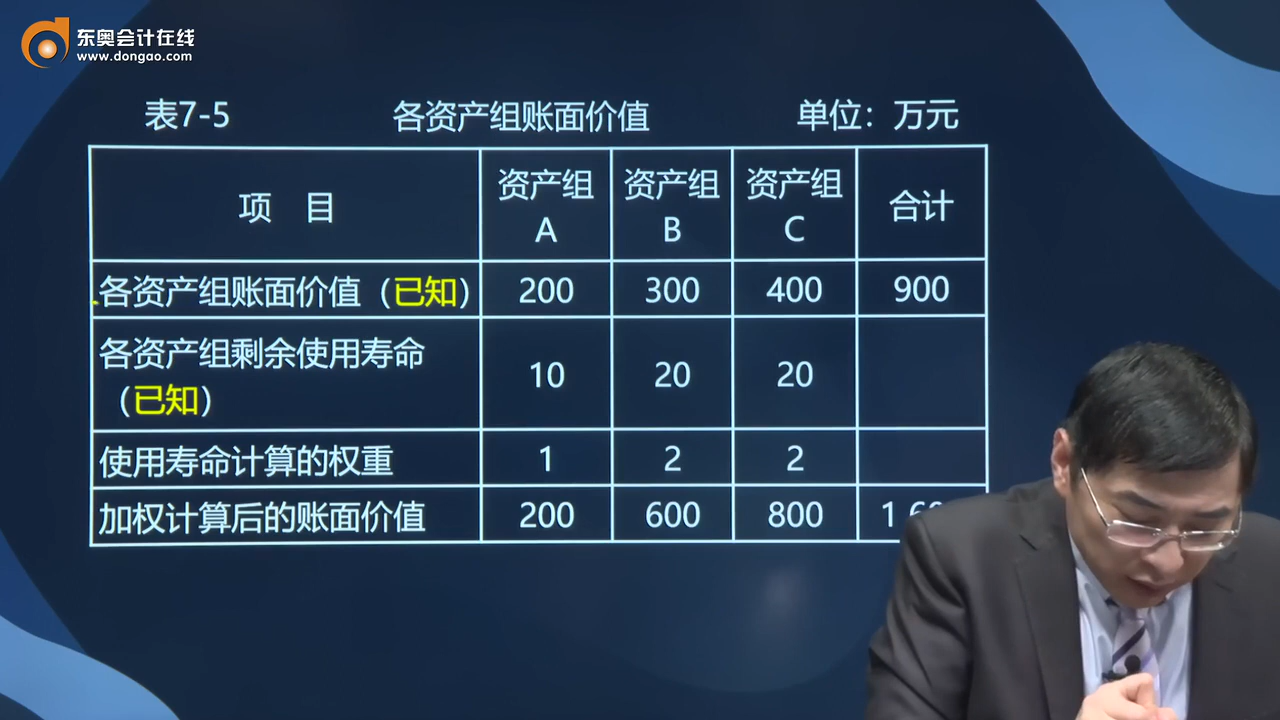 东奥会计在线
www.dongao.com
表7-5 各资产组账面价值 单位：万元
项 目 资产组A 资产组B 资产组C 合计
各资产组账面价值（已知） 200 300 400 900
各资产组剩余使用寿命（已知） 10 20 20
使用寿命计算的权重 1 2 2
加权计算后的账面价值 200 600 800